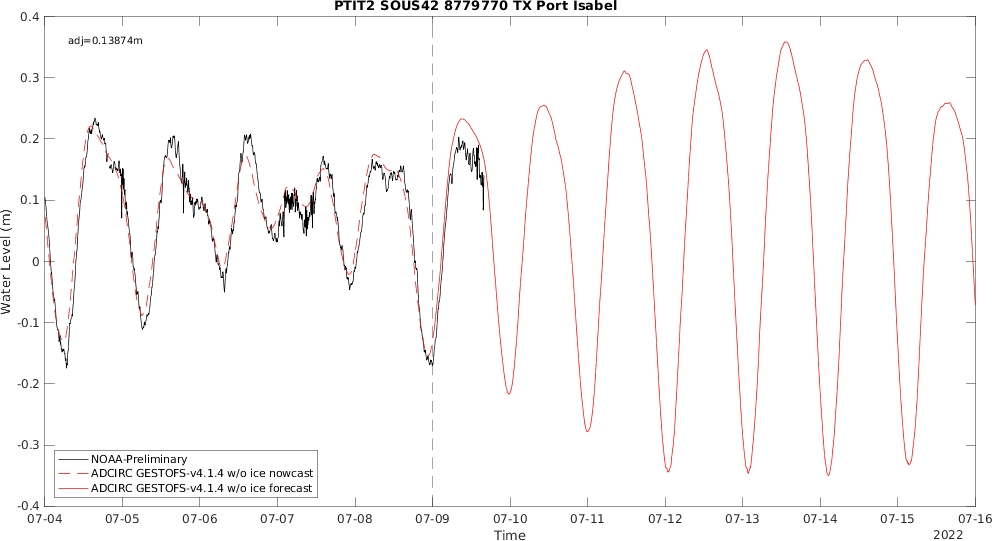 PTIT2 SOUS42 8779770 TX Port Isabel
adj=0.13874m
0.4
0.3
0.2
0.1
0
-0.1
-0.2
-0.3
-0.4
Water Level (m)
NOAA-Preliminary
ADCIRC GESTOFS-v4.1.4 w/o ice nowcast
ADCIRC GESTOFS-v4.1.4 w/o ice forecast
07-04 07-05 07-06 07-07 07-08 07-09 07-10 07-11 07-12 07-13 07-14 07-15 07-16
Time
2022